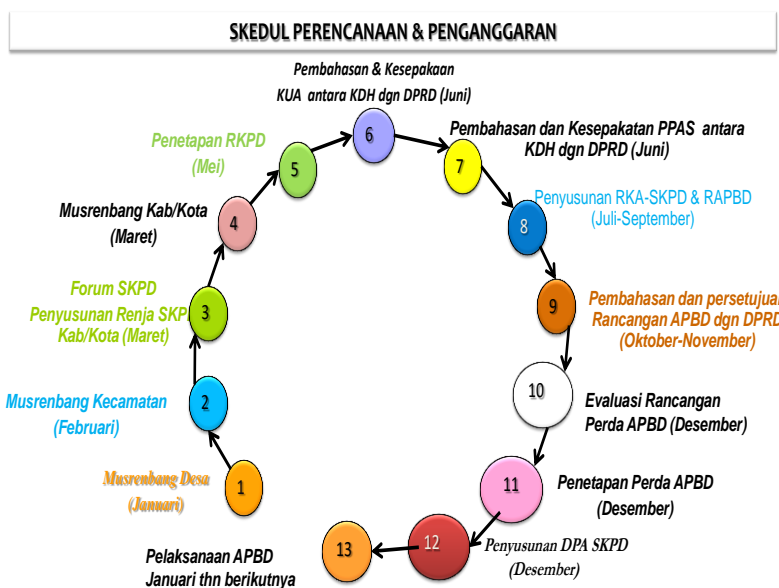 SKEDUL PERENCANAAN & PENGANGGARAN
Pembahasan & Kesepakaan
KUA antara KDH dgn DPRD (Juni)
6
Penetapan RKPD
(Mei)
5
Pembahasan dan Kesepakatan PPAS antara
KDH dgn DPRD (Juni)
7
Musrenbang Kab/Kota
(Maret)
4
Penyusunan RKA-SKPD & RAPBD
(Juli-September)
8
Forum SKPD
Penyusunan Renja SKP
Kab/Kota (Maret)
3
Pembahasan dan persetujuan
Rancangan APBD dgn DPRD
(Oktober-November)
9
Musrenbang Kecamatan
(Februari)
2
10
Evaluasi Rancangan
Perda APBD (Desember)
Musrenbang Desa
(Januari)
1
11
Penetapan Perda APBD
(Desember)
Pelaksanaan APBD
Januari thn berikutnya
13
12
Penyusunan DPA SKPD
(Desember)